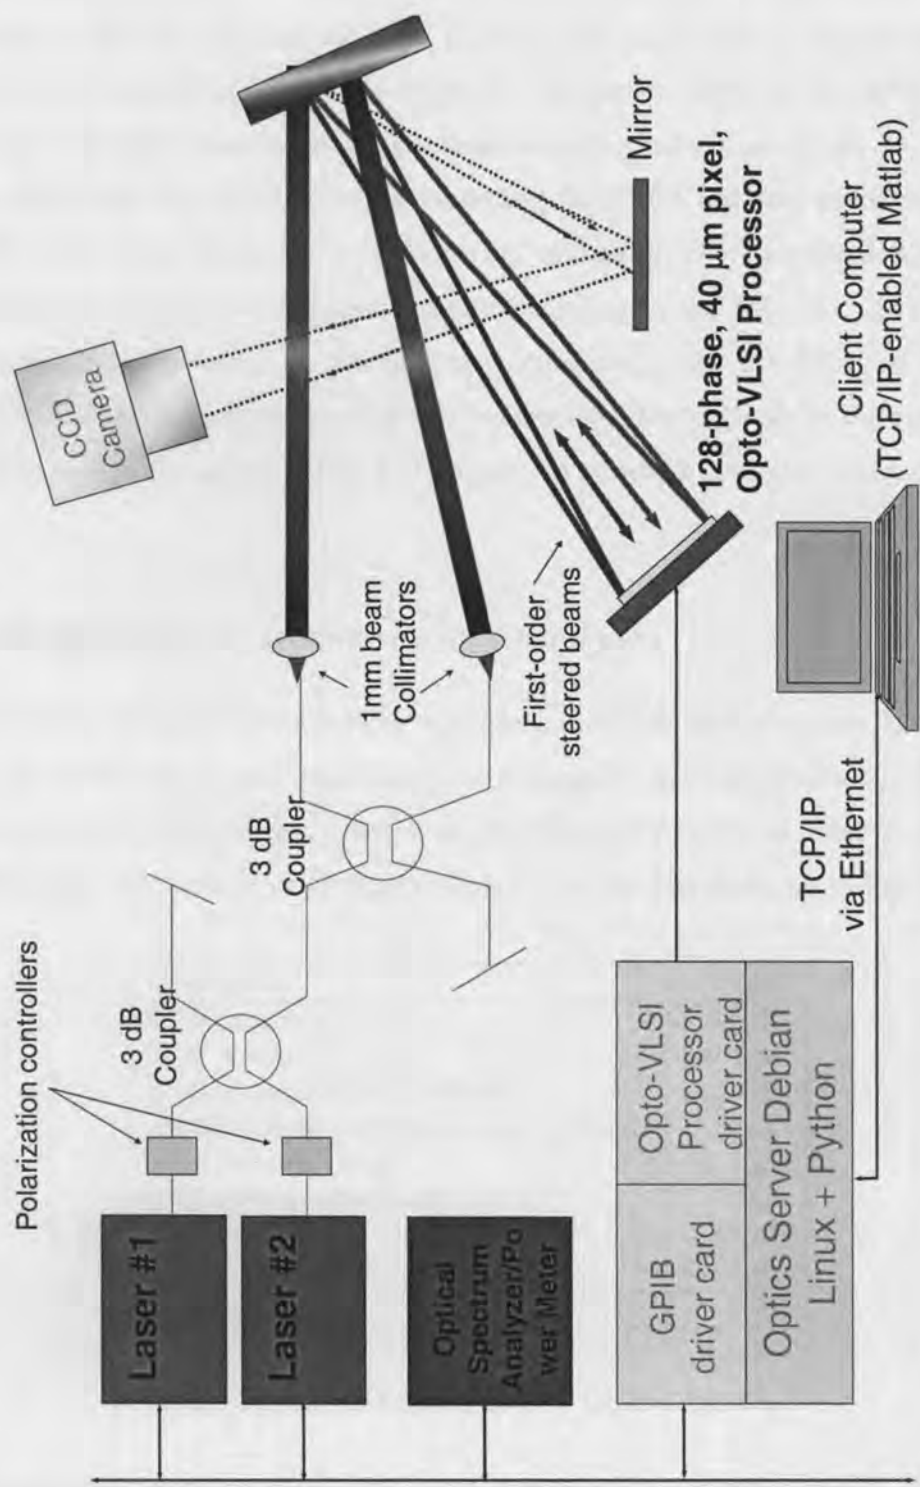 Polarization controllers
Laser #1
Laser #2
Optical
Spectrum
Analyzer/Po
wer Meter
3 dB
Coupler
3 dB
Coupler
1mm beam
Collimators
First-order
steered beams
CCD
Camera
Mirror
128-phase, 40 μm pixel,
Opto-VLSI Processor
GPIB
driver card
Opto-VLSI
Processor
driver card
Optics Server Debian
Linux + Python
TCP/IP
via Ethernet
Client Computer
(TCP/IP-enabled Matlab)